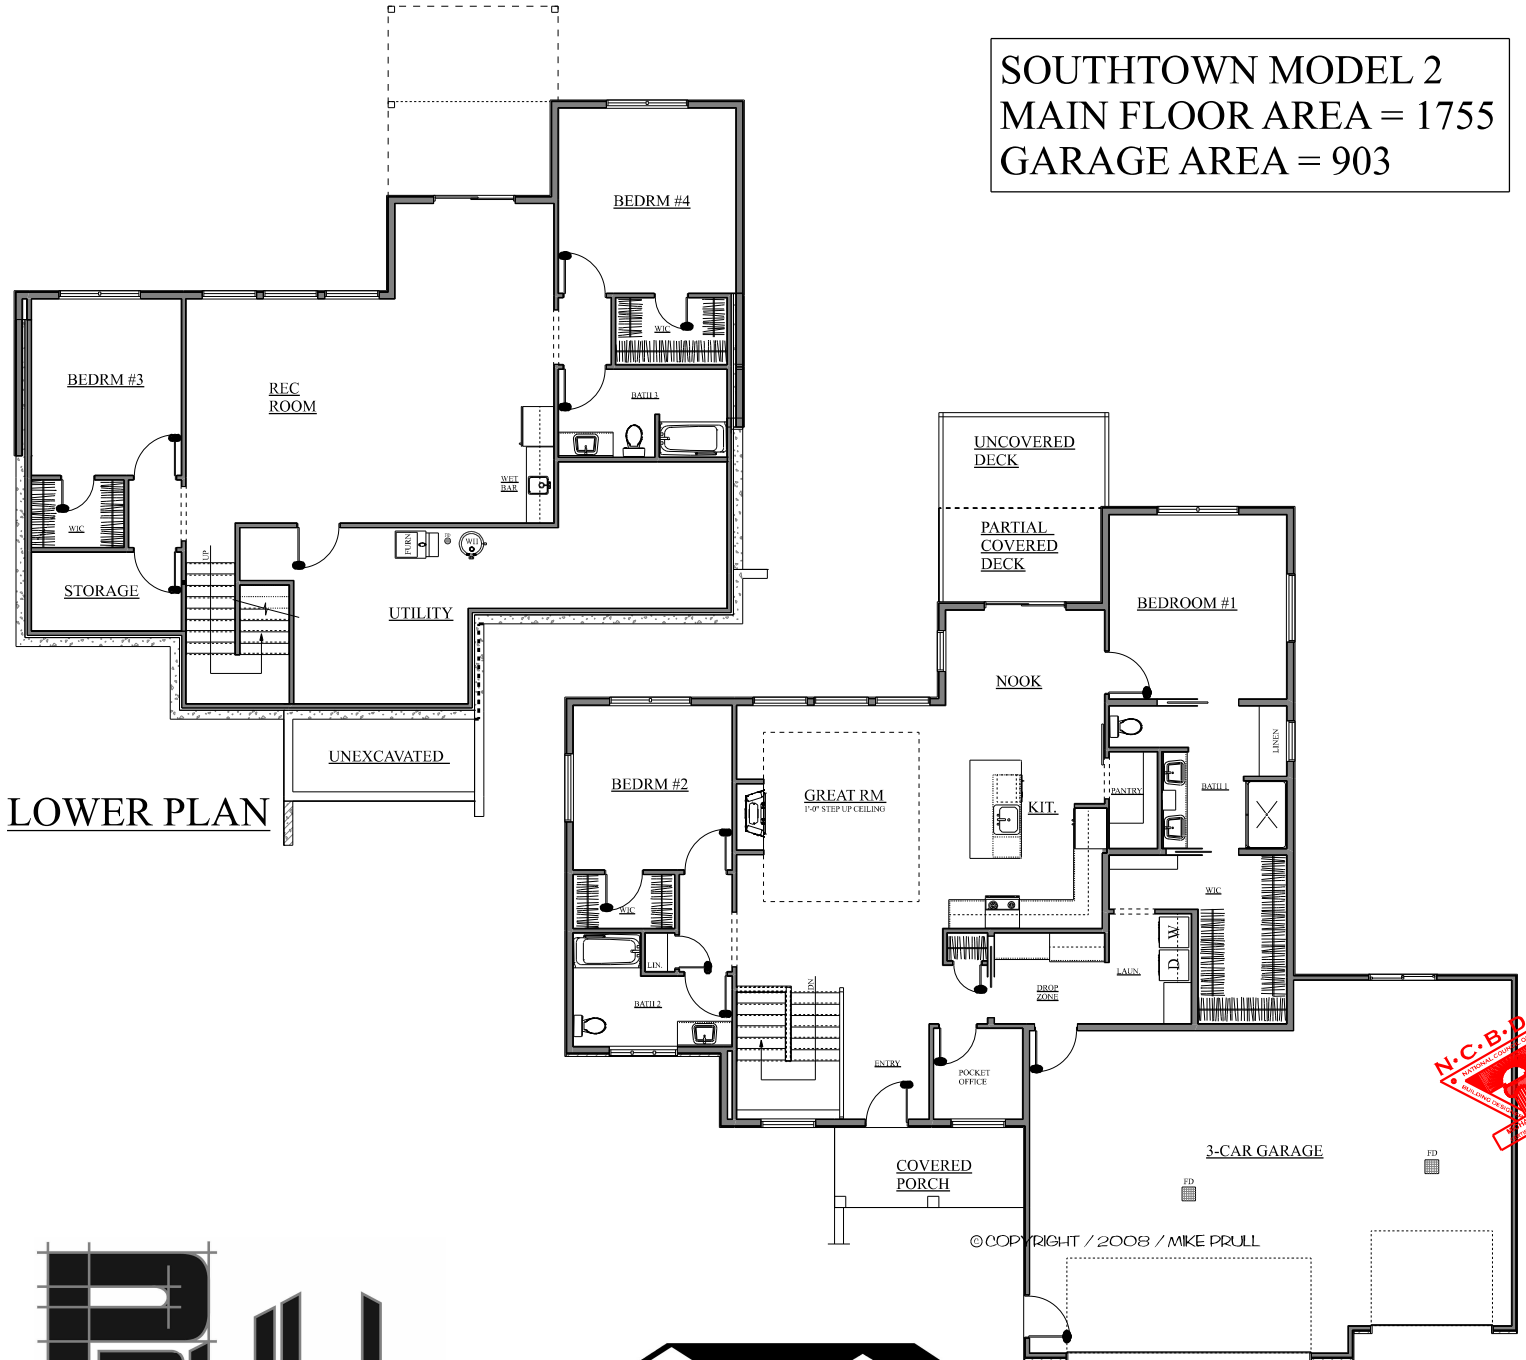 SOUTHTOWN MODEL 2
MAIN FLOOR AREA = 1755
GARAGE AREA = 903
BEDRM #4
WIC
BEDRM #3
REC
ROOM
BATH 3
WET
BAR
WIC
UP
FURN
WH
STORAGE
UTILITY
UNEXCAVATED
LOWER PLAN
UNCOVERED
DECK
PARTIAL
COVERED
DECK
BEDROOM #1
NOOK
LINEN
BEDRM #2
GREAT RM
1'-0" STEP UP CEILING
KIT.
PANTRY
BATH 1
WIC
WIC
LIN.
W.
D.
LAUN.
DROP
ZONE
BATH 2
DN
ENTRY
POCKET
OFFICE
N.C.B.D
COVERED
PORCH
3-CAR GARAGE
FD
FD
© COPYRIGHT / 2008 / MIKE PRULL